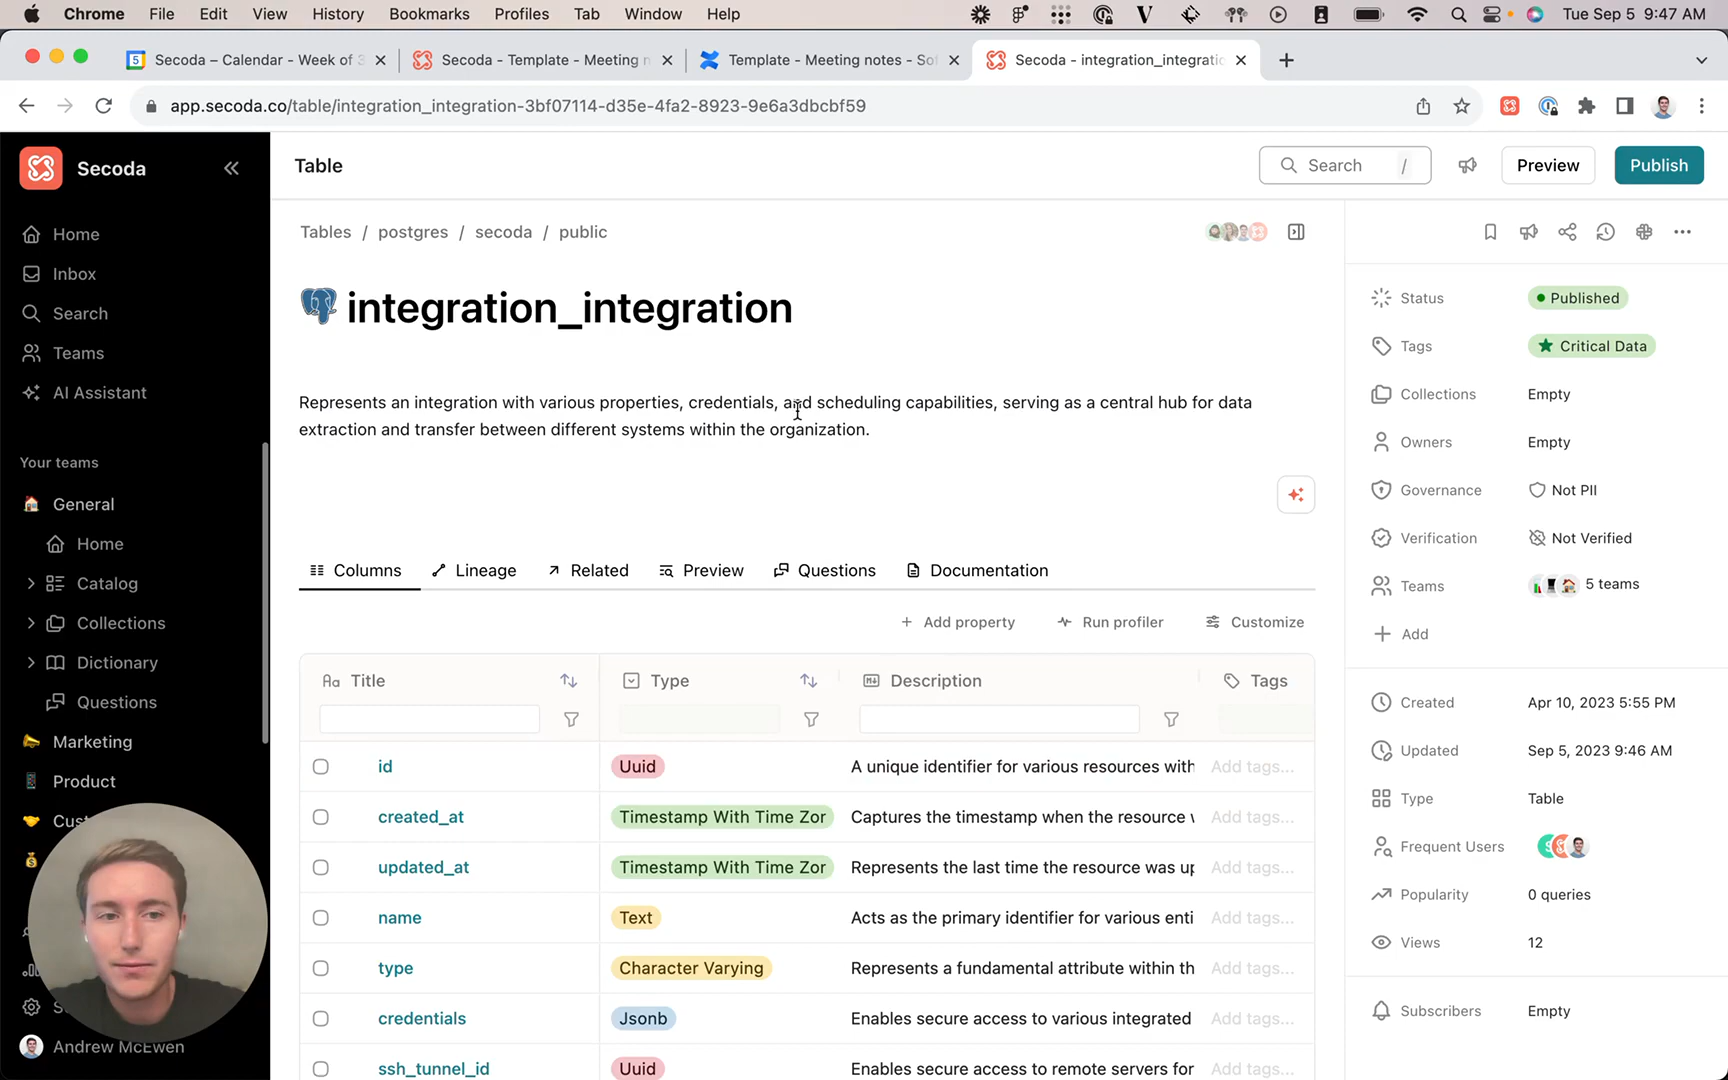 Chrome File Edit View History Bookmarks Profiles Tab Window Help Tue Sep 5 9:47 AM
Secoda – Calendar - Week of 3
Secoda - Template - Meeting n
Template - Meeting notes - Sol
Secoda - integration_integratio
app.secoda.co/table/integration_integration-3bf07114-d35e-4fa2-8923-9e6a3dbcbf59
Secoda
Home
Inbox
Search
Teams
AI Assistant
Your teams
General
Home
Catalog
Collections
Dictionary
Questions
Marketing
Product
Cus
S
Andrew McEwen
Table
Search /
Preview
Publish
Tables / postgres / secoda / public
integration_integration
Represents an integration with various properties, credentials, and scheduling capabilities, serving as a central hub for data
extraction and transfer between different systems within the organization.
Columns Lineage Related Preview Questions Documentation
Add property Run profiler Customize
Aa Title Type Description Tags
id Uuid A unique identifier for various resources with Add tags...
created_at Timestamp With Time Zor Captures the timestamp when the resource Add tags...
updated_at Timestamp With Time Zor Represents the last time the resource was up Add tags...
name Text Acts as the primary identifier for various enti Add tags...
type Character Varying Represents a fundamental attribute within th Add tags...
credentials Jsonb Enables secure access to various integrated Add tags...
ssh_tunnel_id Uuid Enables secure access to remote servers for Add tags...
Status Published
Tags Critical Data
Collections Empty
Owners Empty
Governance Not PII
Verification Not Verified
Teams 5 teams
Add
Created Apr 10, 2023 5:55 PM
Updated Sep 5, 2023 9:46 AM
Type Table
Frequent Users
Popularity 0 queries
Views 12
Subscribers Empty